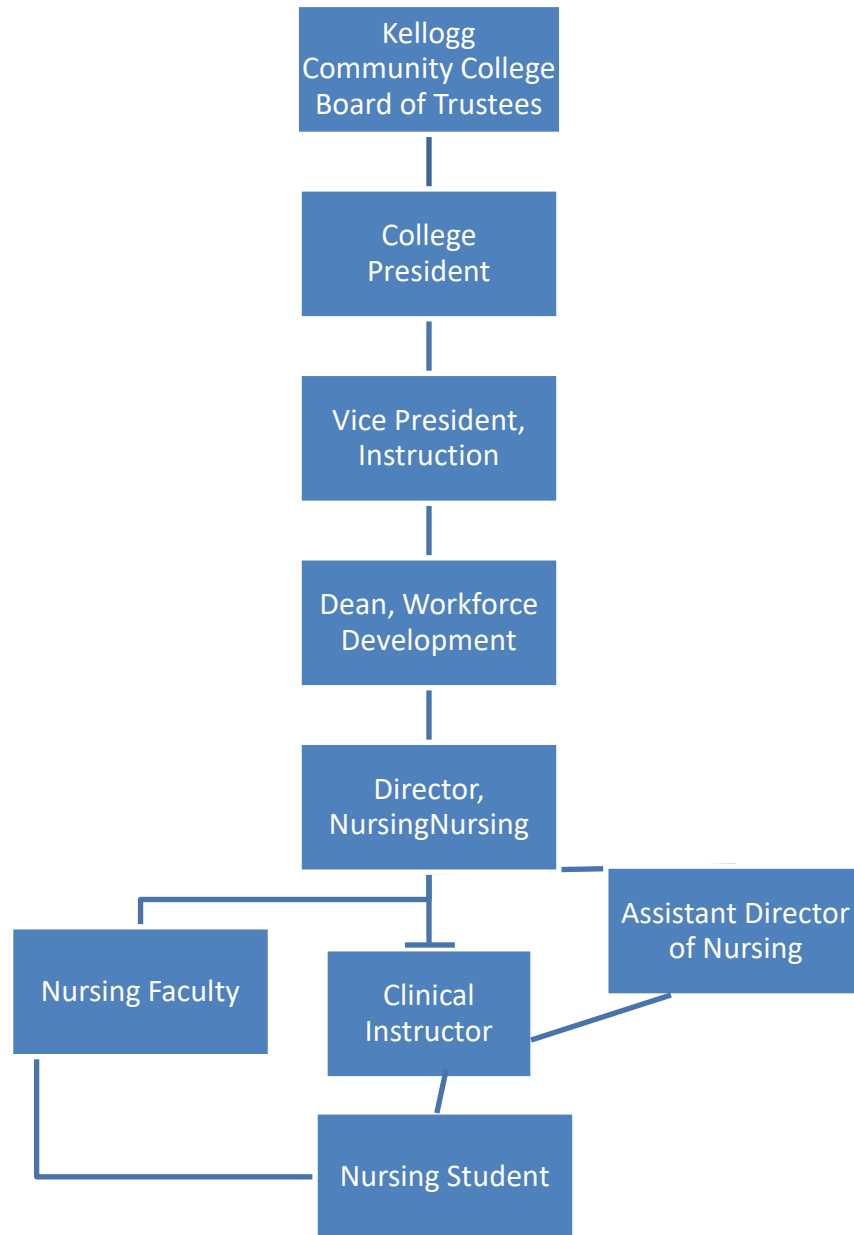 Kellogg
Community College
Board of Trustees
College
President
Vice President,
Instruction
Dean, Workforce
Development
Director,
NursingNursing
Assistant Director
of Nursing
Nursing Faculty
Clinical
Instructor
Nursing Student